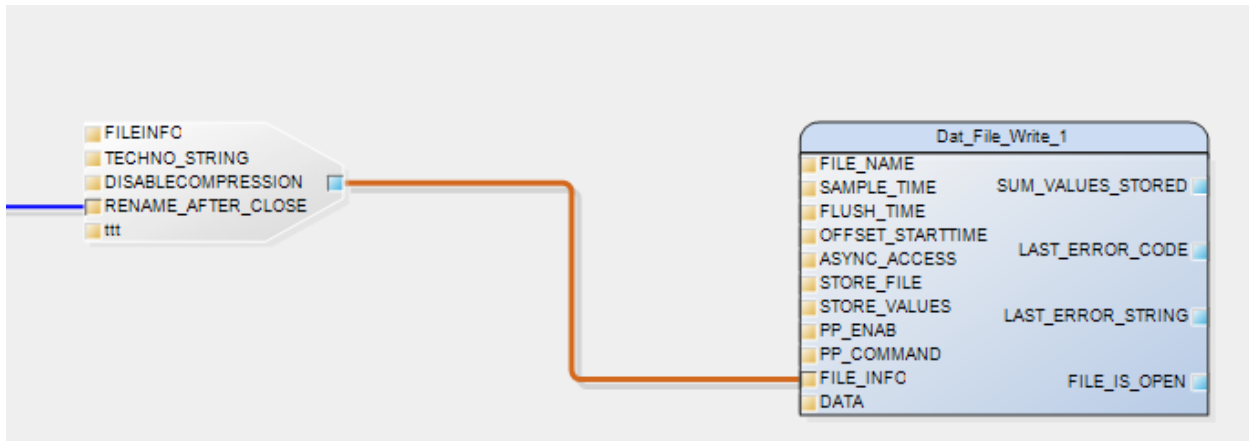 FILEINFO
TECHNO_STRING
DISABLECOMPRESSION
RENAME_AFTER_CLOSE
ttt
Dat_File_Write_1
FILE_NAME
SAMPLE_TIME
FLUSH_TIME
OFFSET_STARTTIME
ASYNC_ACCESS
STORE_FILE
STORE_VALUES
PP_ENAB
PP_COMMAND
FILE_INFO
DATA
SUM_VALUES_STORED
LAST_ERROR_CODE
LAST_ERROR_STRING
FILE_IS_OPEN